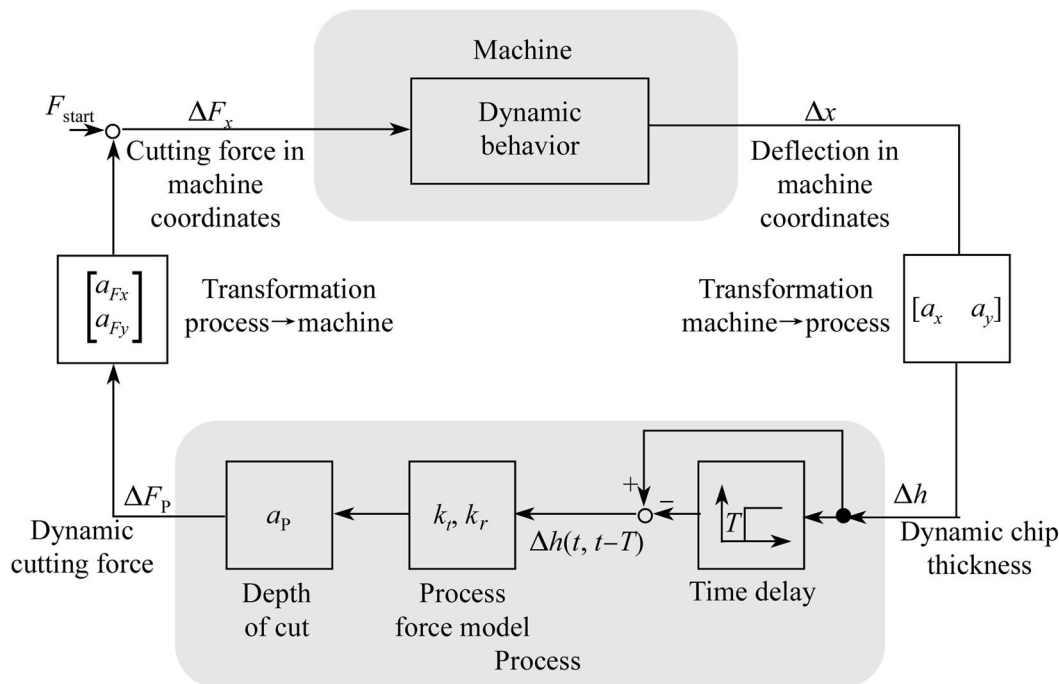 Machine
Dynamic
behavior
F_start
ΔF_x
Cutting force in
machine
coordinates
Δx
Deflection in
machine
coordinates
a_Fx
a_Fy
Transformation
process→machine
Transformation
machine→process
[a_x a_y]
ΔF_P
Dynamic
cutting force
a_P
Depth
of cut
k_t, k_r
Process
force model
Δh(t, t−T)
+
−
T
Time delay
Δh
Dynamic chip
thickness
Process